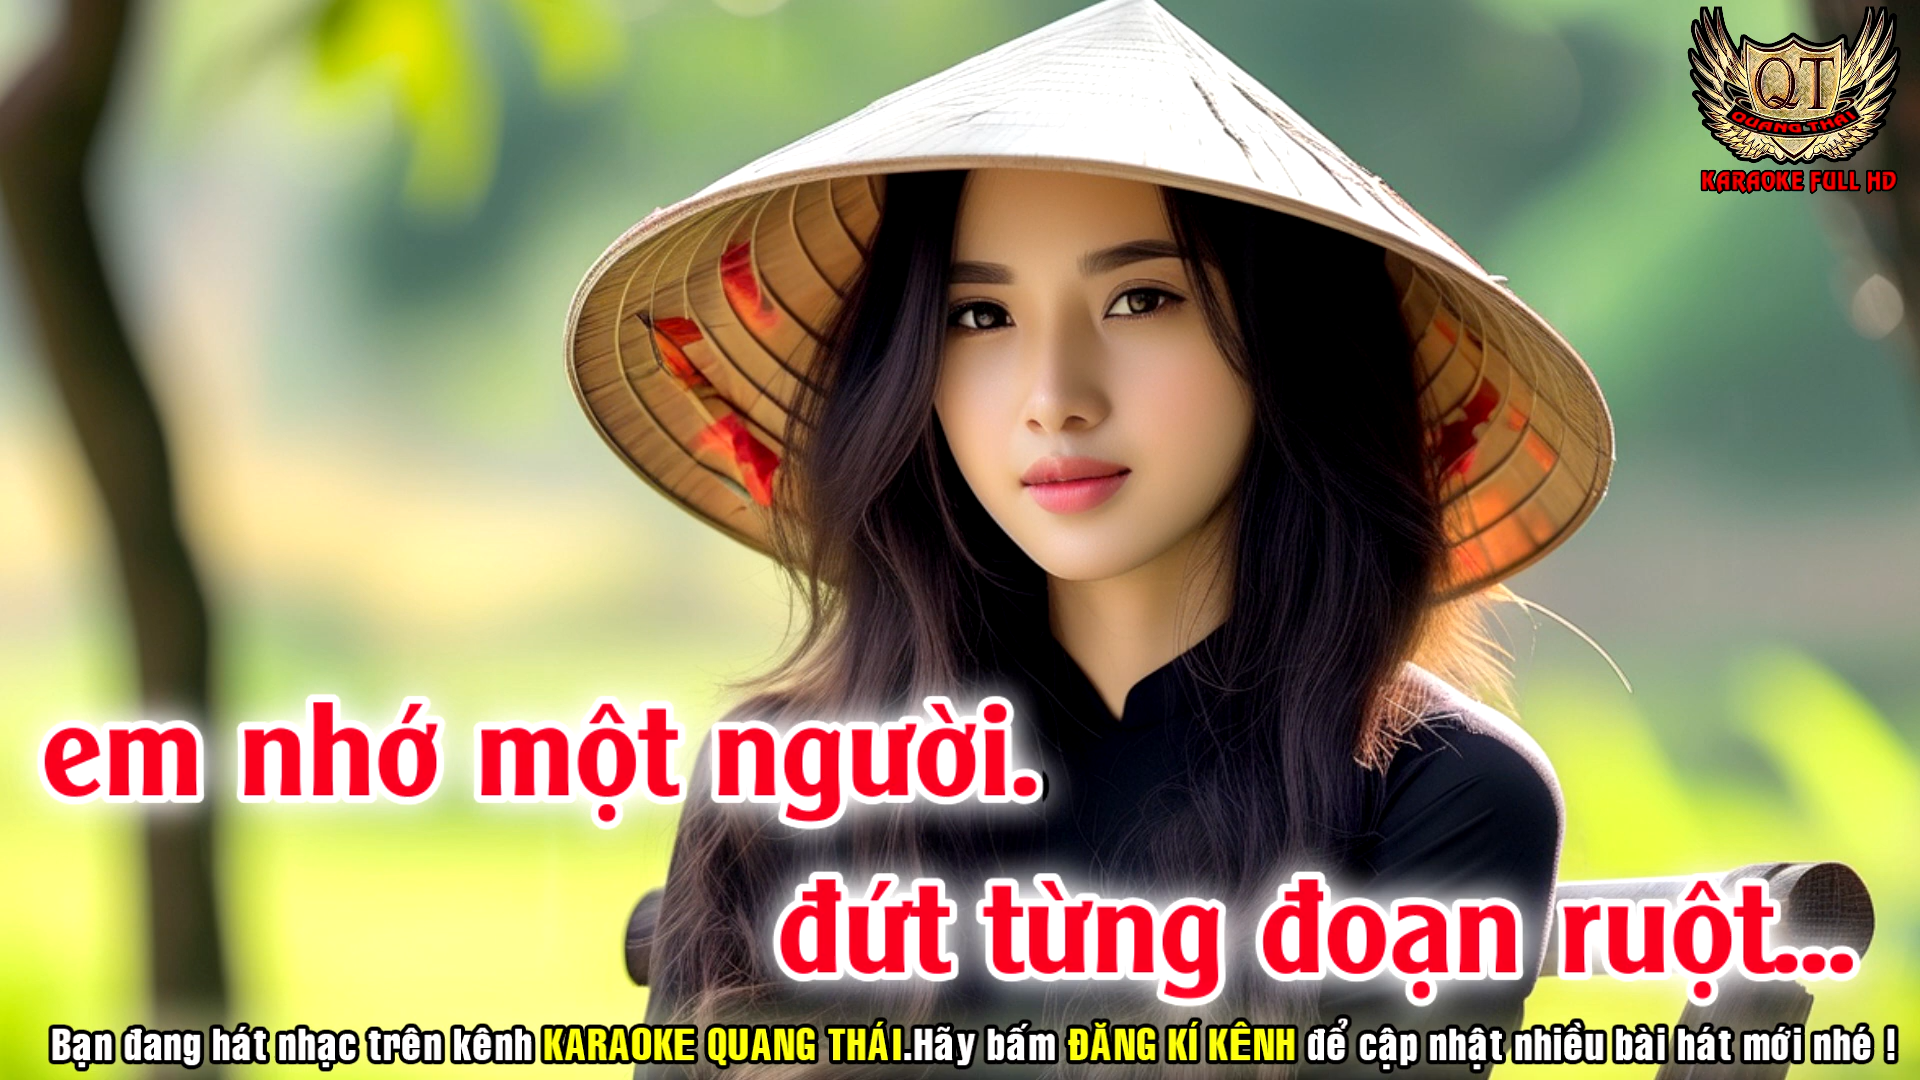 QT
QUANG THÁI
KARAOKE FULL HD
em nhớ một người.
đứt từng đoạn ruột...
Bạn đang hát nhạc trên kênh KARAOKE QUANG THÁI.Hãy bấm ĐĂNG KÍ KÊNH để cập nhật nhiều bài hát mới nhé !